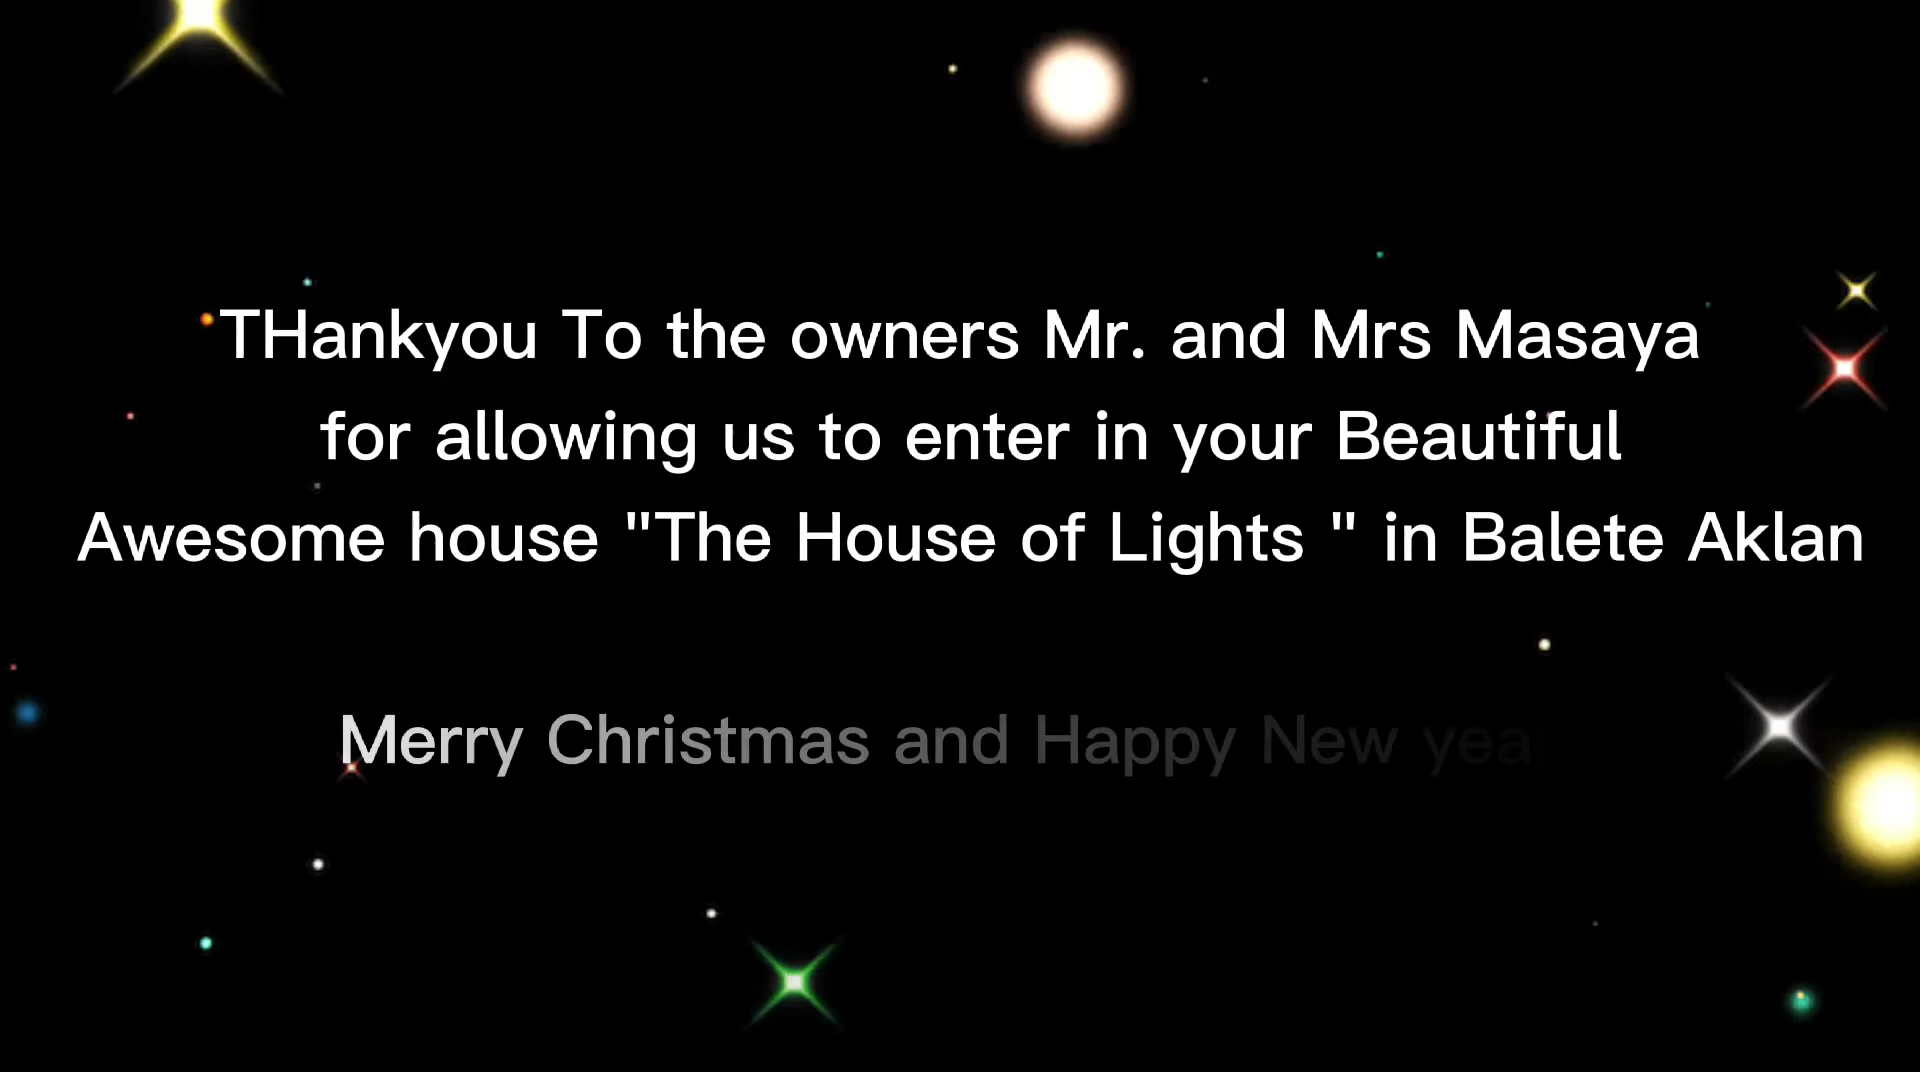 THankyou To the owners Mr. and Mrs Masaya
for allowing us to enter in your Beautiful
Awesome house "The House of Lights " in Balete Aklan
Merry Christmas and Happy New yea